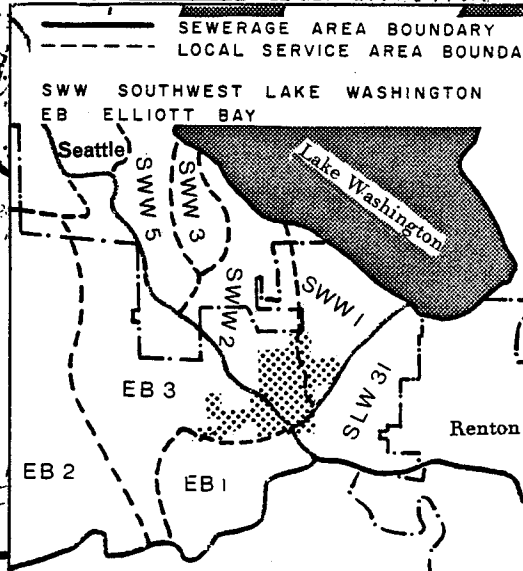 SEWERAGE AREA BOUNDARY
LOCAL SERVICE AREA BOUNDA
SWW SOUTHWEST LAKE WASHINGTON
EB ELLIOTT BAY
Seattle
SWW 5
SWW 3
Lake Washington
SWW 2
SWW 1
EB 3
SLW 31
Renton
EB 2
EB 1